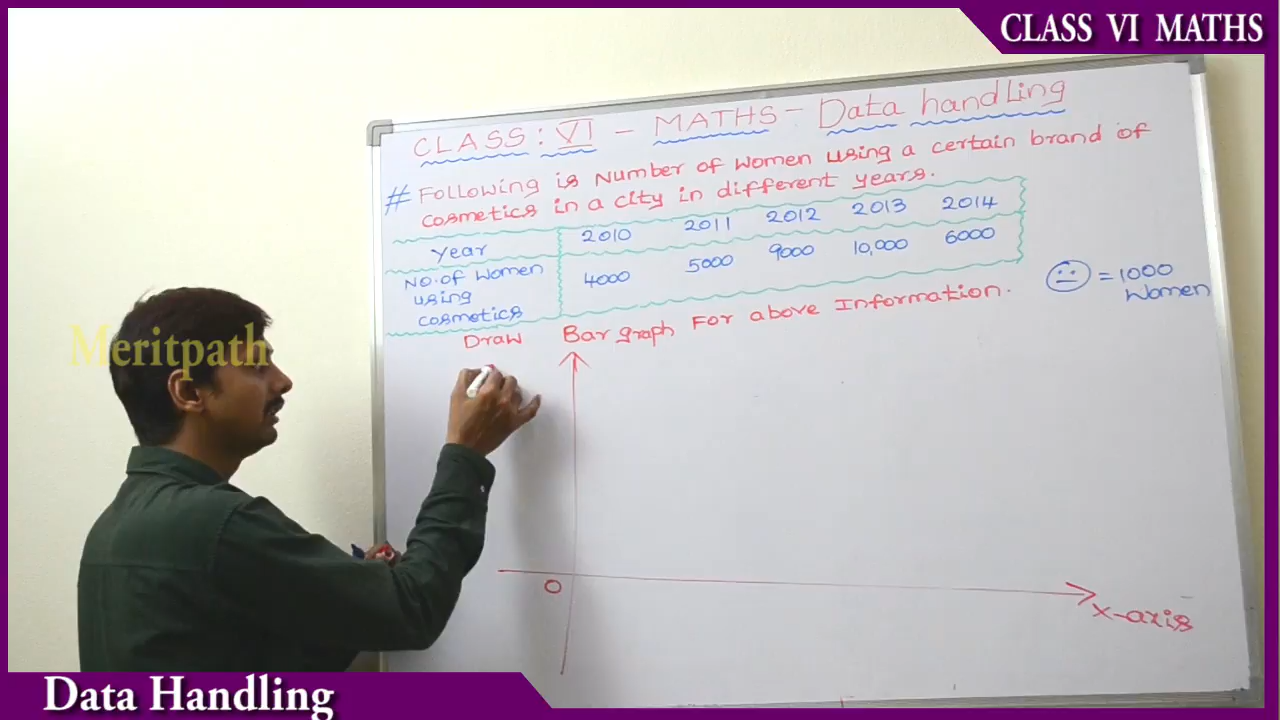 CLASS VI MATHS
CLASS : VI - MATHS - Data handling
# Following is Number of Women using a certain brand of
cosmetics in a city in different years.
Year 2010 2011 2012 2013 2014
No. of Women using cosmetics 4000 5000 9000 10,000 6000
= 1000
Women
Draw Bar graph For above Information.
Meritpath
O
X-axis
Data Handling